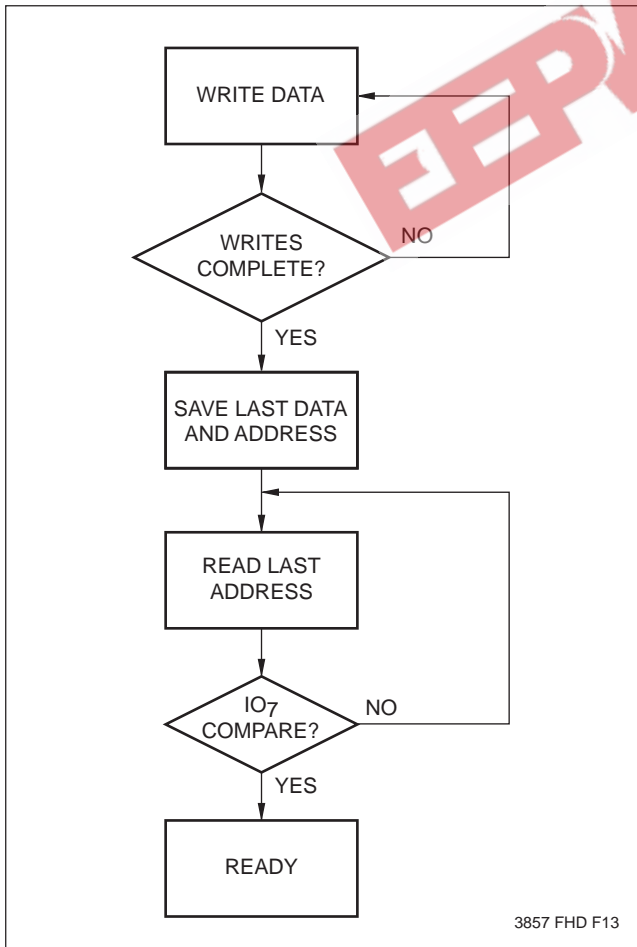 WRITE DATA
WRITES
COMPLETE?
NO
YES
SAVE LAST DATA
AND ADDRESS
READ LAST
ADDRESS
IO7
COMPARE?
NO
YES
READY
3857 FHD F13